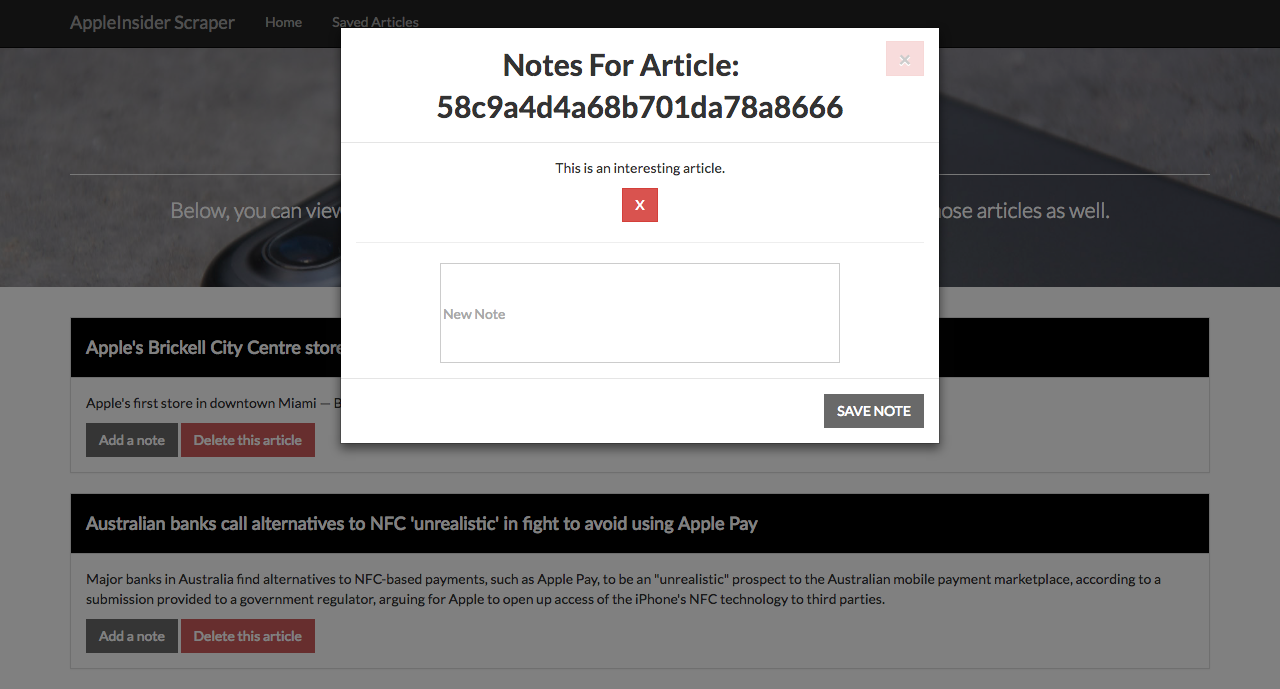 AppleInsider Scraper Home Saved Articles
Notes For Article:
58c9a4d4a68b701da78a8666
×
This is an interesting article.
X
New Note
SAVE NOTE
Below, you can view
those articles as well.
Apple's Brickell City Centre store
Apple's first store in downtown Miami —
Add a note Delete this article
Australian banks call alternatives to NFC 'unrealistic' in fight to avoid using Apple Pay
Major banks in Australia find alternatives to NFC-based payments, such as Apple Pay, to be an "unrealistic" prospect to the Australian mobile payment marketplace, according to a
submission provided to a government regulator, arguing for Apple to open up access of the iPhone's NFC technology to third parties.
Add a note Delete this article